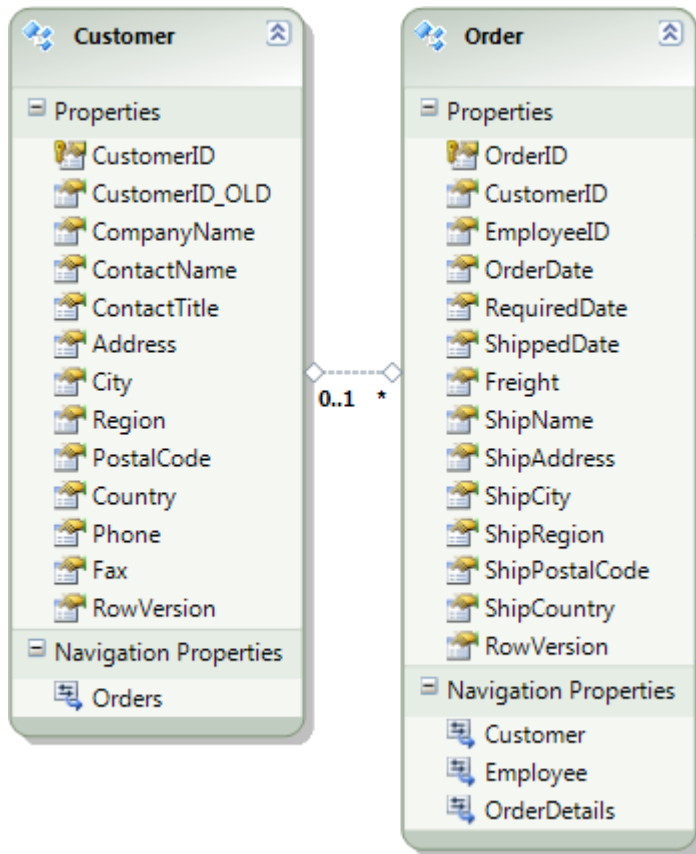 Customer
Properties
CustomerID
CustomerID_OLD
CompanyName
ContactName
ContactTitle
Address
City
Region
PostalCode
Country
Phone
Fax
RowVersion
Navigation Properties
Orders
0..1 *
Order
Properties
OrderID
CustomerID
EmployeeID
OrderDate
RequiredDate
ShippedDate
Freight
ShipName
ShipAddress
ShipCity
ShipRegion
ShipPostalCode
ShipCountry
RowVersion
Navigation Properties
Customer
Employee
OrderDetails